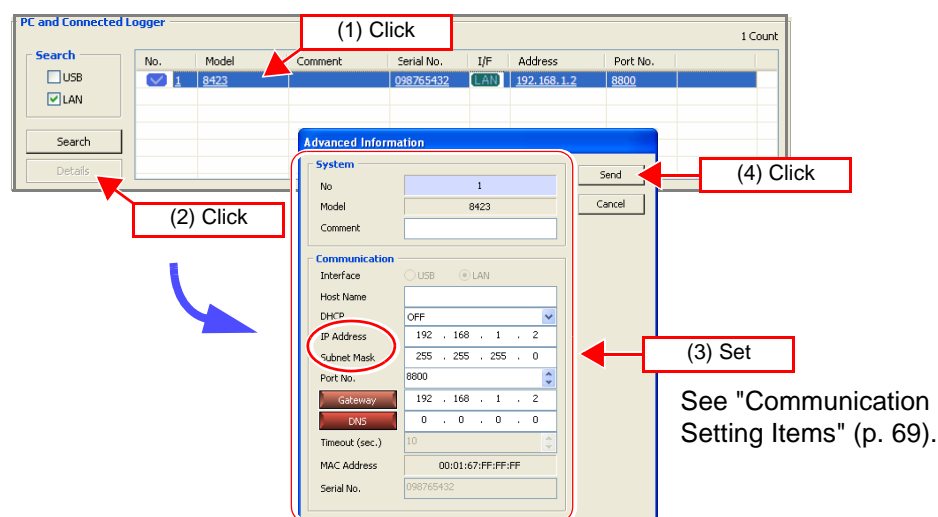 PC and Connected Logger
(1) Click
1 Count
Search
USB
LAN
Search
Details
No. Model Comment Serial No. I/F Address Port No.
1 8423 098765432 LAN 192.168.1.2 8800
(2) Click
Advanced Information
System
No 1
Model 8423
Comment
Send
Cancel
(4) Click
Communication
Interface USB LAN
Host Name
DHCP OFF
IP Address 192 . 168 . 1 . 2
Subnet Mask 255 . 255 . 255 . 0
Port No. 8800
Gateway 192 . 168 . 1 . 2
DNS 0 . 0 . 0 . 0
Timeout (sec.) 10
MAC Address 00:01:67:FF:FF:FF
Serial No. 098765432
(3) Set
See "Communication
Setting Items" (p. 69).